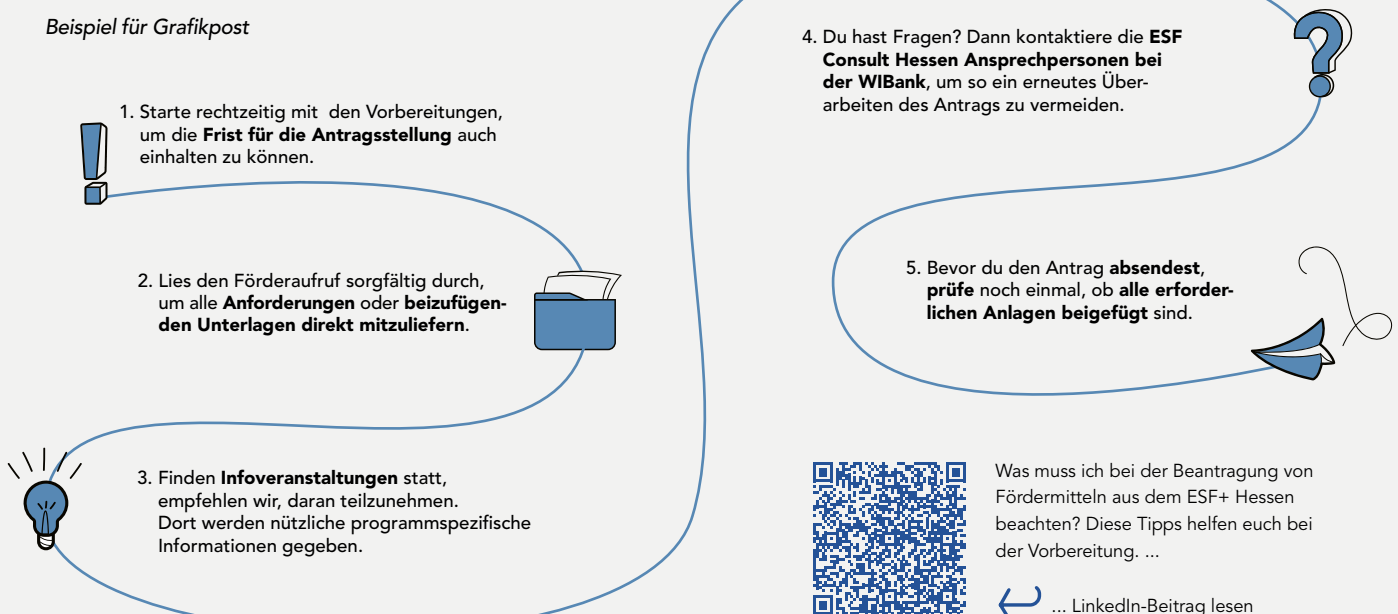 Beispiel für Grafikpost
1. Starte rechtzeitig mit den Vorbereitungen,
um die Frist für die Antragsstellung auch
einhalten zu können.
2. Lies den Förderaufruf sorgfältig durch,
um alle Anforderungen oder beizufügen-
den Unterlagen direkt mitzuliefern.
3. Finden Infoveranstaltungen statt,
empfehlen wir, daran teilzunehmen.
Dort werden nützliche programmspezifische
Informationen gegeben.
4. Du hast Fragen? Dann kontaktiere die ESF
Consult Hessen Ansprechpersonen bei
der WIBank, um so ein erneutes Über-
arbeiten des Antrags zu vermeiden.
5. Bevor du den Antrag absendest,
prüfe noch einmal, ob alle erforder-
lichen Anlagen beigefügt sind.
Was muss ich bei der Beantragung von
Fördermitteln aus dem ESF+ Hessen
beachten? Diese Tipps helfen euch bei
der Vorbereitung. ...
... LinkedIn-Beitrag lesen